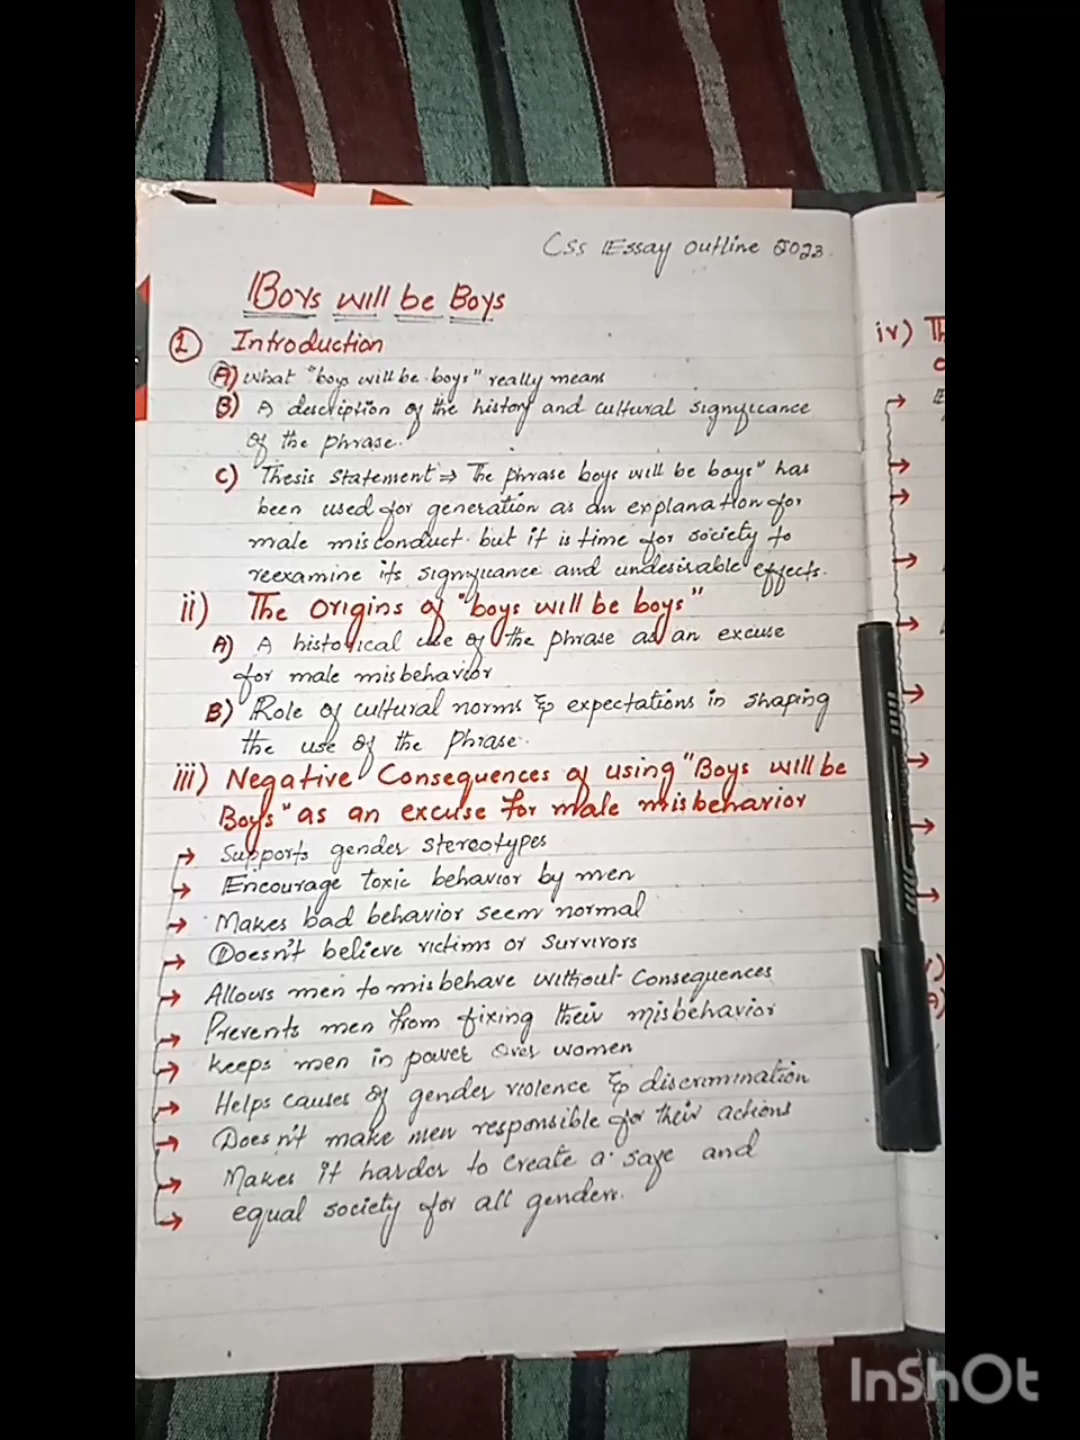 Css Essay outline 2023.
Boys will be Boys
1 Introduction
A) What "boys will be boys" really means
B) A description of the history and cultural significance
of the phrase.
C) Thesis Statement ⇒ The phrase boys will be boys" has
been used for generation as an explanation for
male misconduct. but it is time for society to
reexamine its significance and undesirable effects.
ii) The Origins of "boys will be boys"
A) A historical use of the phrase as an excuse
for male misbehavior
B) Role of cultural norms & expectations in shaping
the use of the phrase.
iii) Negative Consequences of using "Boys will be
Boys" as an excuse for male misbehavior
→ Supports gender stereotypes
→ Encourage toxic behavior by men
→ Makes bad behavior seem normal
→ Doesn't believe victims or survivors
→ Allows men to misbehave without consequences
→ Prevents men from fixing their misbehavior
→ keeps men in power over women
→ Helps causes of gender violence & discrimination
→ Doesn't make men responsible for their actions
→ Makes it harder to create a safe and
→ equal society for all genders.
iv) Th
InShOt